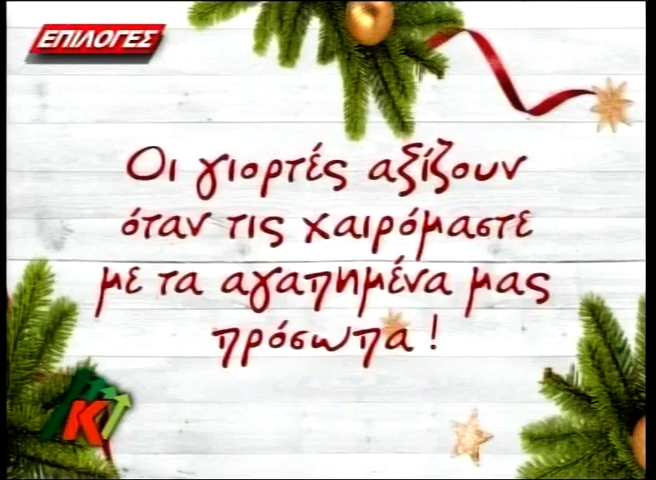 ΕΠΙΛΟΓΕΣ
Οι γιορτές αξίζουν
όταν τις χαιρόμαστε
με τα αγαπημένα μας
πρόσωπα!
Κ